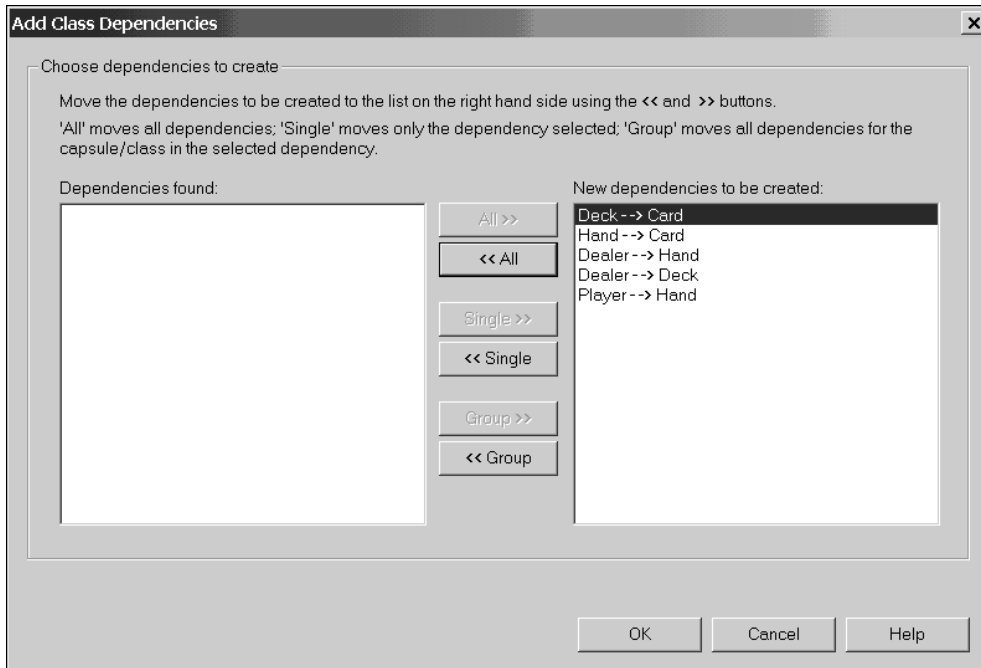 Add Class Dependencies
Choose dependencies to create
Move the dependencies to be created to the list on the right hand side using the << and >> buttons.
'All' moves all dependencies; 'Single' moves only the dependency selected; 'Group' moves all dependencies for the
capsule/class in the selected dependency.
Dependencies found:
New dependencies to be created:
All >>
<< All
Single >>
<< Single
Group >>
<< Group
Deck --> Card
Hand --> Card
Dealer --> Hand
Dealer --> Deck
Player --> Hand
OK
Cancel
Help